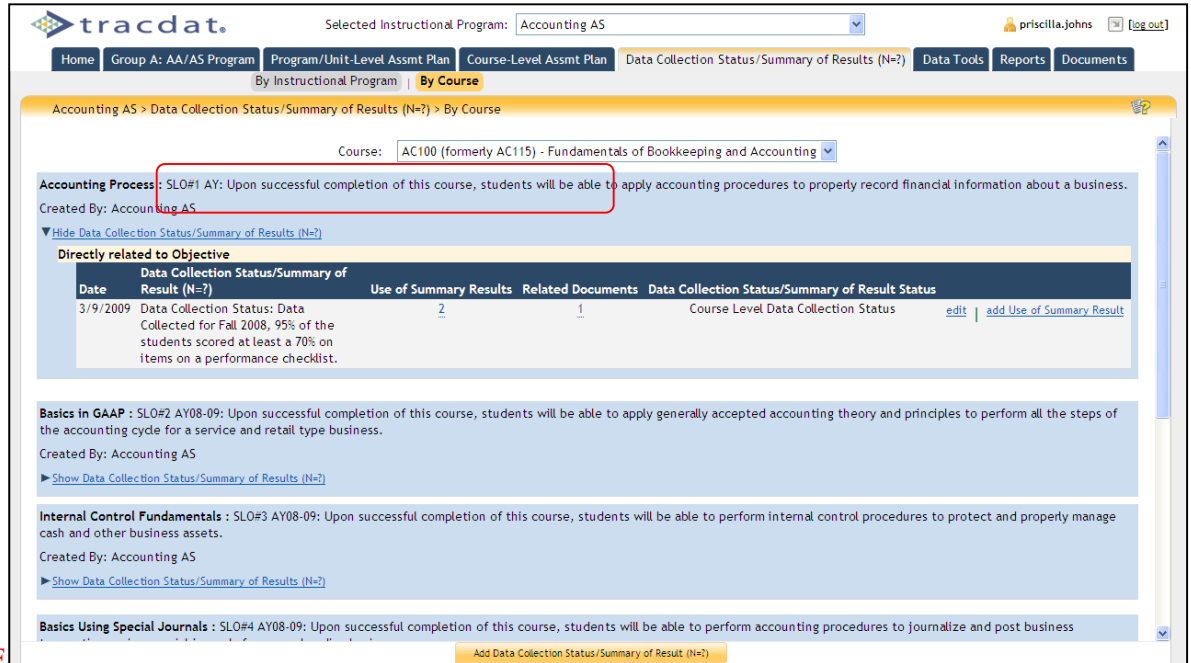 tracdat.
Selected Instructional Program: Accounting AS
priscilla.johns [log out]
Home Group A: AA/AS Program Program/Unit-Level Assmt Plan Course-Level Assmt Plan Data Collection Status/Summary of Results (N=?) Data Tools Reports Documents
By Instructional Program | By Course
Accounting AS > Data Collection Status/Summary of Results (N=?) > By Course
Course: AC100 (formerly AC115) - Fundamentals of Bookkeeping and Accounting
Accounting Process : SLO#1 AY: Upon successful completion of this course, students will be able to apply accounting procedures to properly record financial information about a business.
Created By: Accounting AS
Hide Data Collection Status/Summary of Results (N=?)
Directly related to Objective
Data Collection Status/Summary of
Date Result (N=?) Use of Summary Results Related Documents Data Collection Status/Summary of Result Status
3/9/2009 Data Collection Status: Data 2 1 Course Level Data Collection Status edit | add Use of Summary Result
Collected for Fall 2008, 95% of the
students scored at least a 70% on
items on a performance checklist.
Basics in GAAP : SLO#2 AY08-09: Upon successful completion of this course, students will be able to apply generally accepted accounting theory and principles to perform all the steps of
the accounting cycle for a service and retail type business.
Created By: Accounting AS
Show Data Collection Status/Summary of Results (N=?)
Internal Control Fundamentals : SLO#3 AY08-09: Upon successful completion of this course, students will be able to perform internal control procedures to protect and properly manage
cash and other business assets.
Created By: Accounting AS
Show Data Collection Status/Summary of Results (N=?)
Basics Using Special Journals : SLO#4 AY08-09: Upon successful completion of this course, students will be able to perform accounting procedures to journalize and post business
Add Data Collection Status/Summary of Result (N=?)